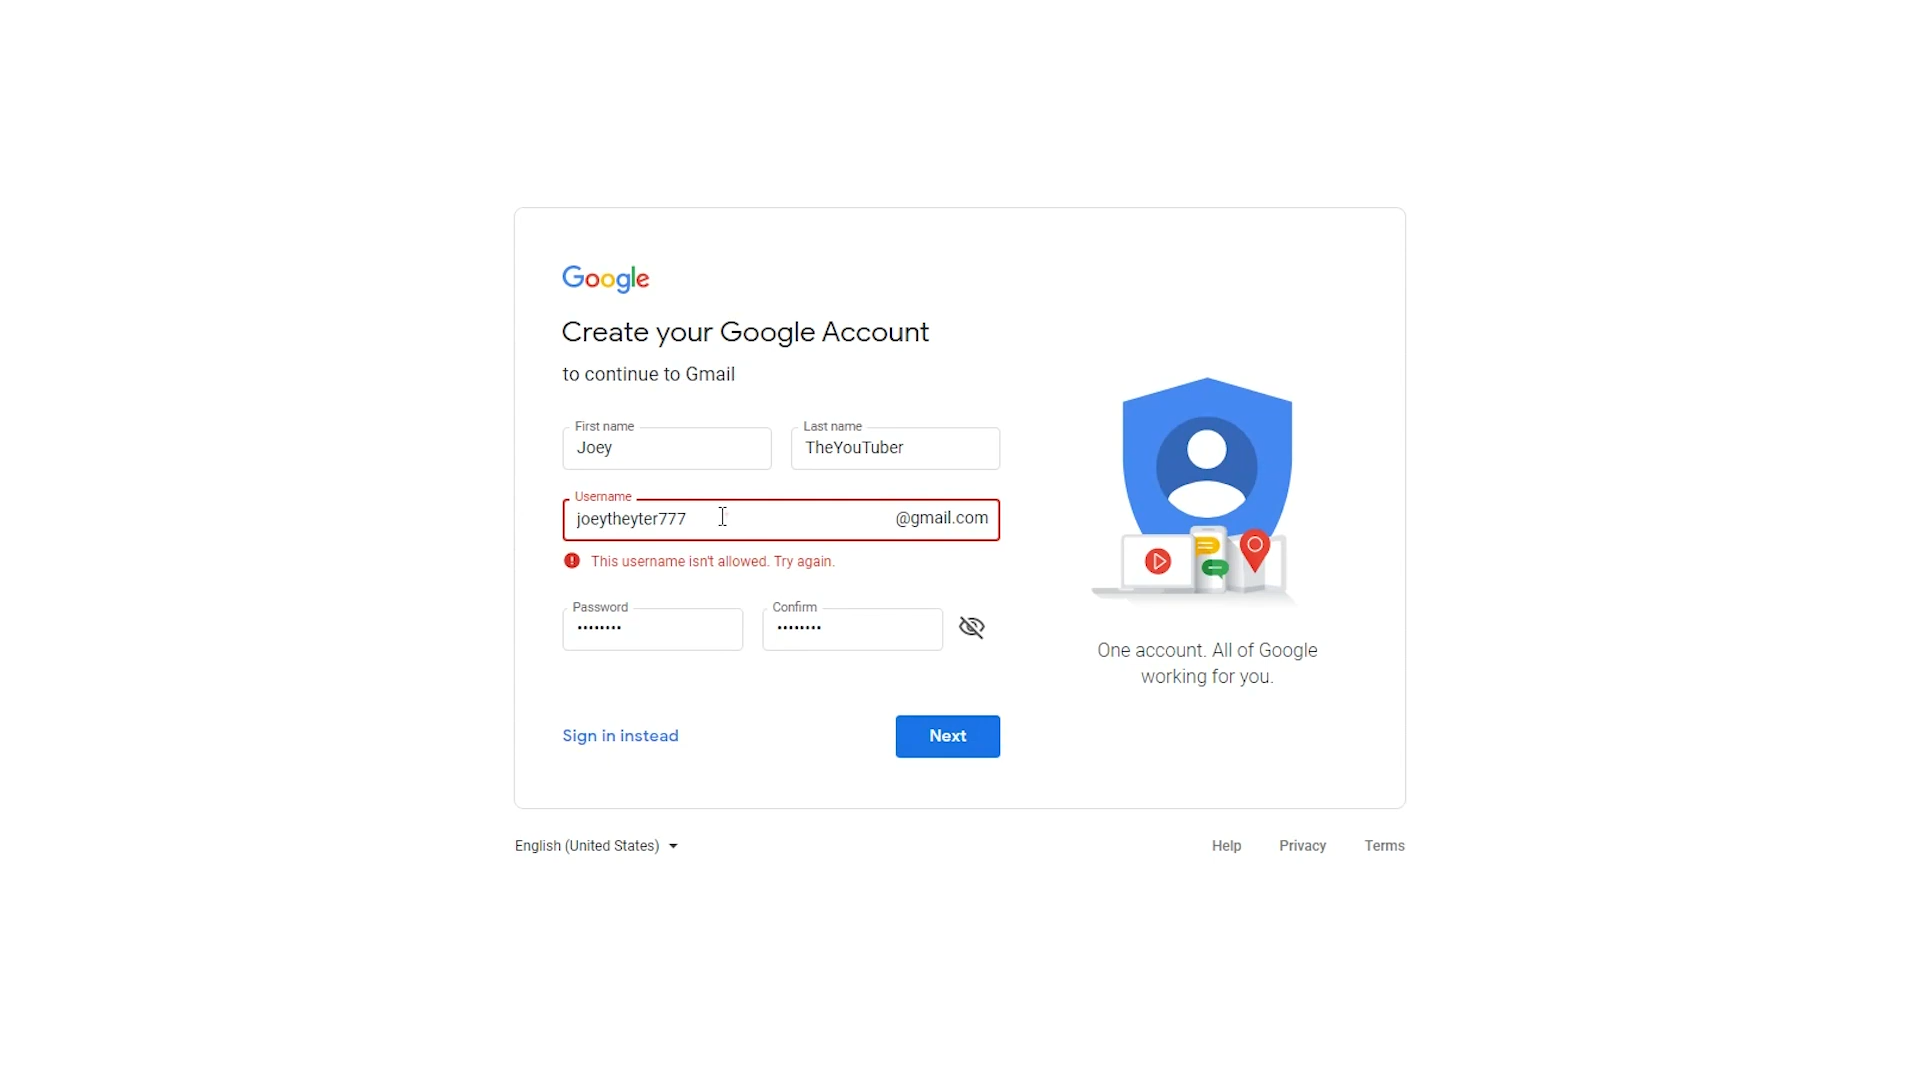 Google
Create your Google Account
to continue to Gmail
First name
Joey
Last name
TheYouTuber
Username
joeytheyter777
@gmail.com
This username isn't allowed. Try again.
Password
••••••••
Confirm
••••••••
One account. All of Google
working for you.
Sign in instead
Next
English (United States)
Help
Privacy
Terms